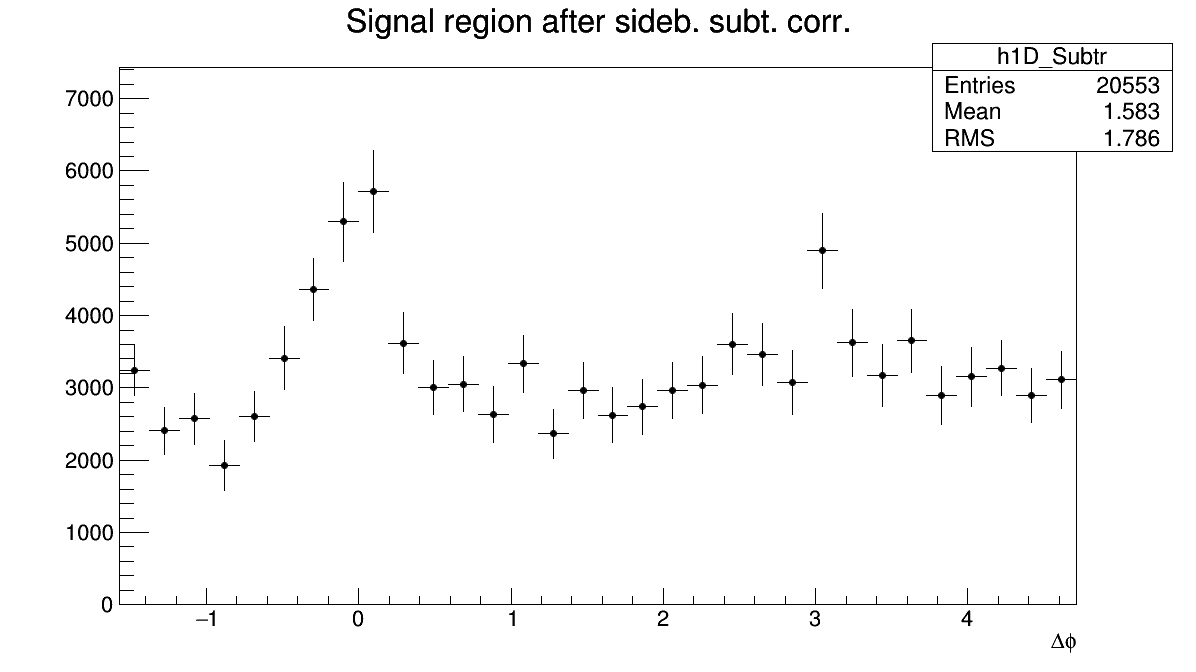 Signal region after sideb. subt. corr.
h1D_Subtr
Entries 20553
Mean 1.583
RMS 1.786
7000
6000
5000
4000
3000
2000
1000
0
−1 0 1 2 3 4
Δϕ